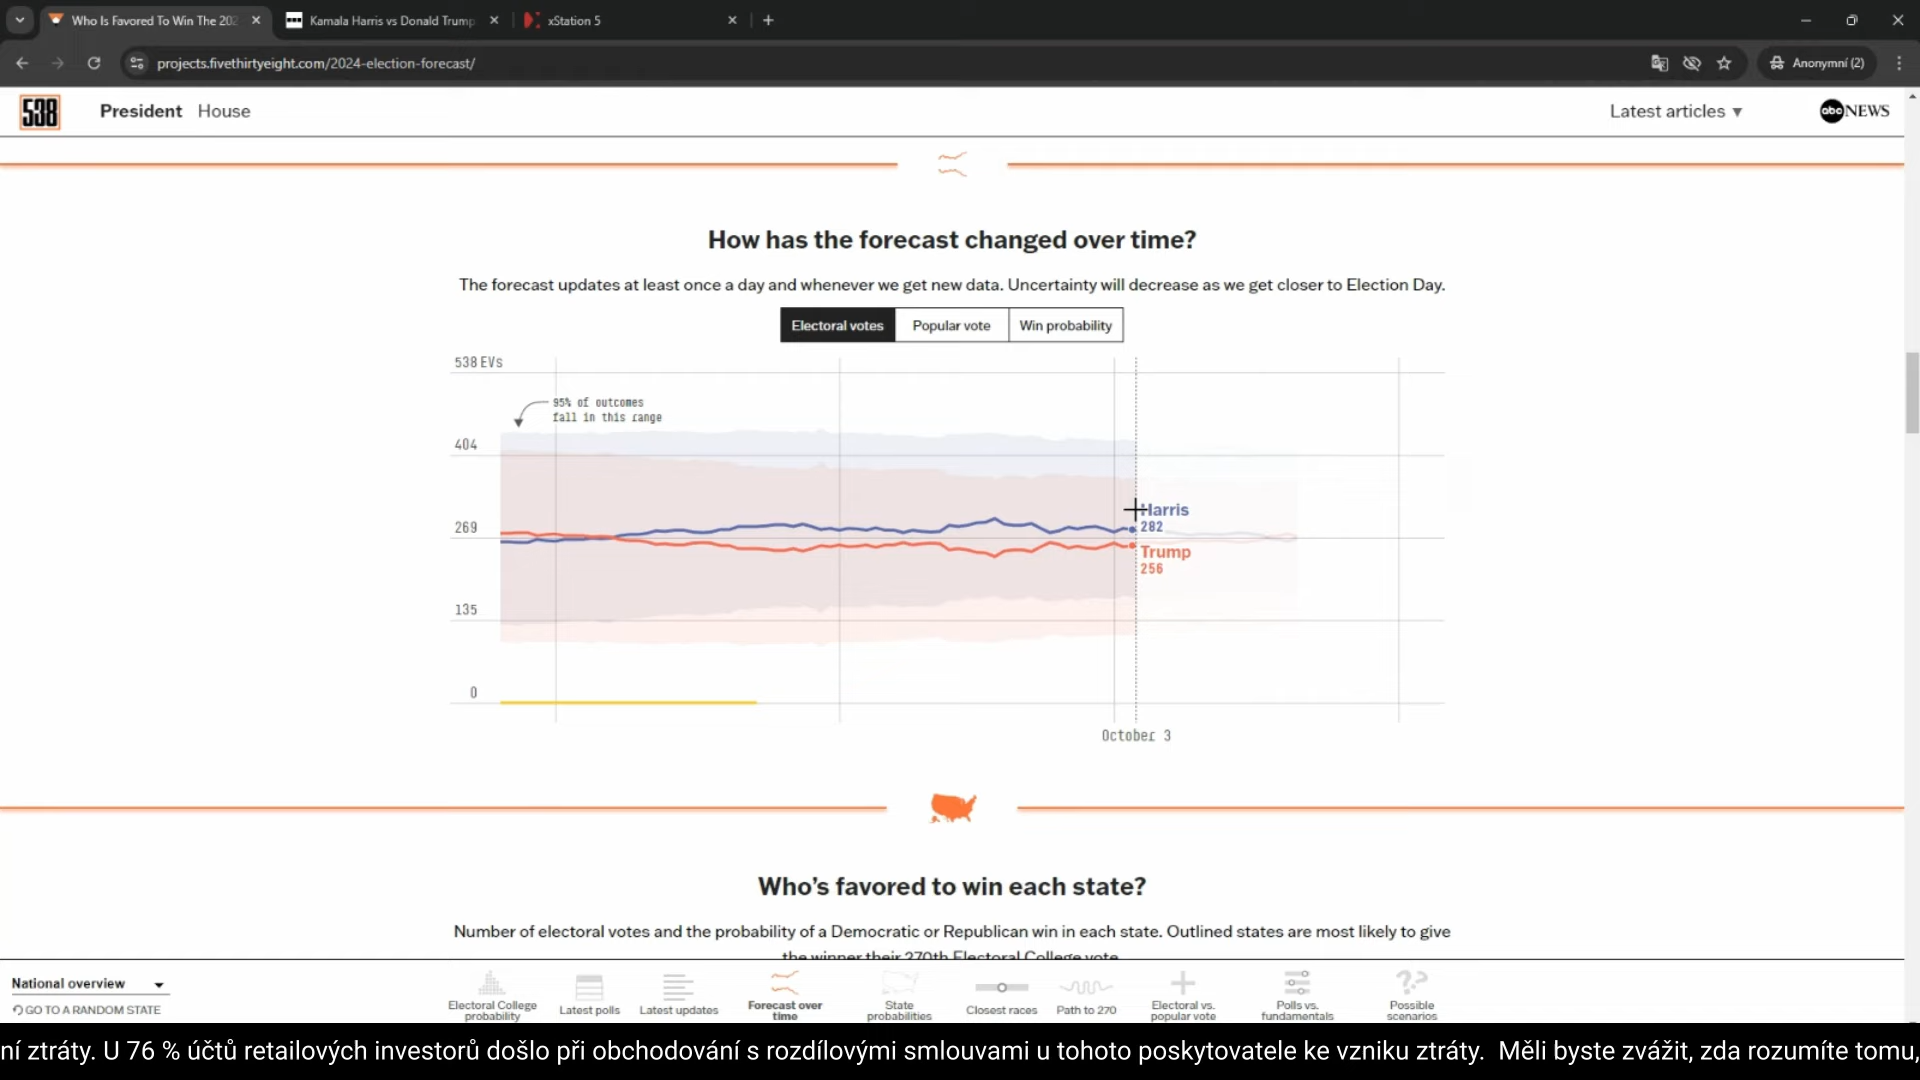 Who Is Favored To Win The 202
Kamala Harris vs Donald Trump
xStation 5
projects.fivethirtyeight.com/2024-election-forecast/
Anonymní (2)
538
President
House
Latest articles ▼
abc NEWS
How has the forecast changed over time?
The forecast updates at least once a day and whenever we get new data. Uncertainty will decrease as we get closer to Election Day.
Electoral votes
Popular vote
Win probability
538 EVs
95% of outcomes
fall in this range
404
269
135
0
Harris
282
Trump
256
October 3
Who's favored to win each state?
Number of electoral votes and the probability of a Democratic or Republican win in each state. Outlined states are most likely to give
the winner their 270th Electoral College vote.
National overview
GO TO A RANDOM STATE
Electoral College
probability
Latest polls
Latest updates
Forecast over
time
State
probabilities
Closest races
Path to 270
Electoral vs.
popular vote
Polls vs.
fundamentals
Possible
scenarios
ní ztráty. U 76 % účtů retailových investorů došlo při obchodování s rozdílovými smlouvami u tohoto poskytovatele ke vzniku ztráty. Měli byste zvážit, zda rozumíte tomu,